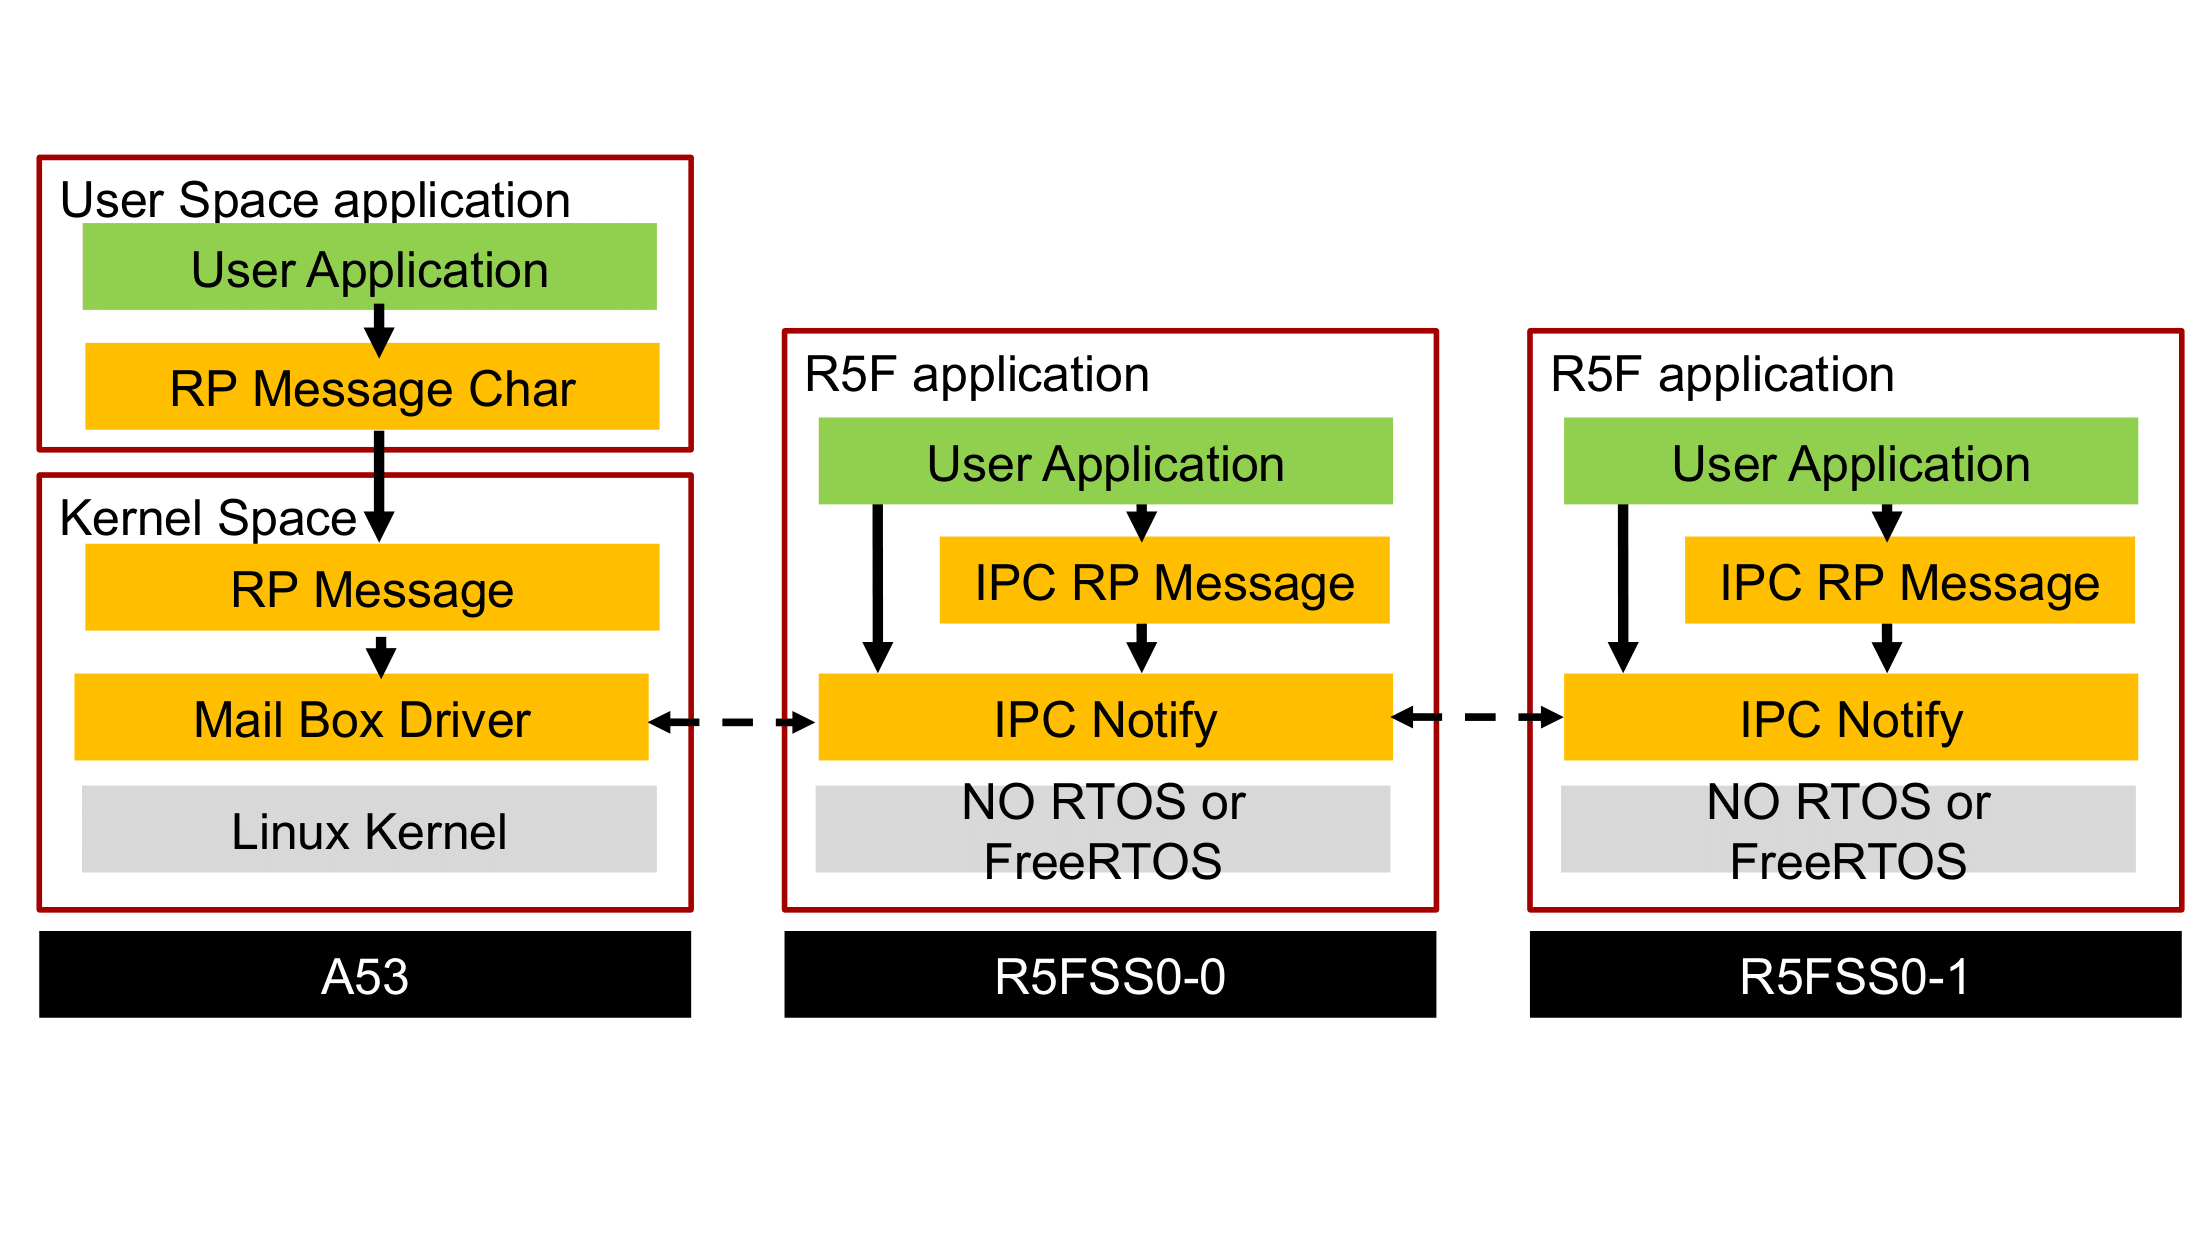 User Space application
User Application
RP Message Char
Kernel Space
RP Message
Mail Box Driver
Linux Kernel
A53
R5F application
User Application
IPC RP Message
IPC Notify
NO RTOS or
FreeRTOS
R5FSS0-0
R5F application
User Application
IPC RP Message
IPC Notify
NO RTOS or
FreeRTOS
R5FSS0-1